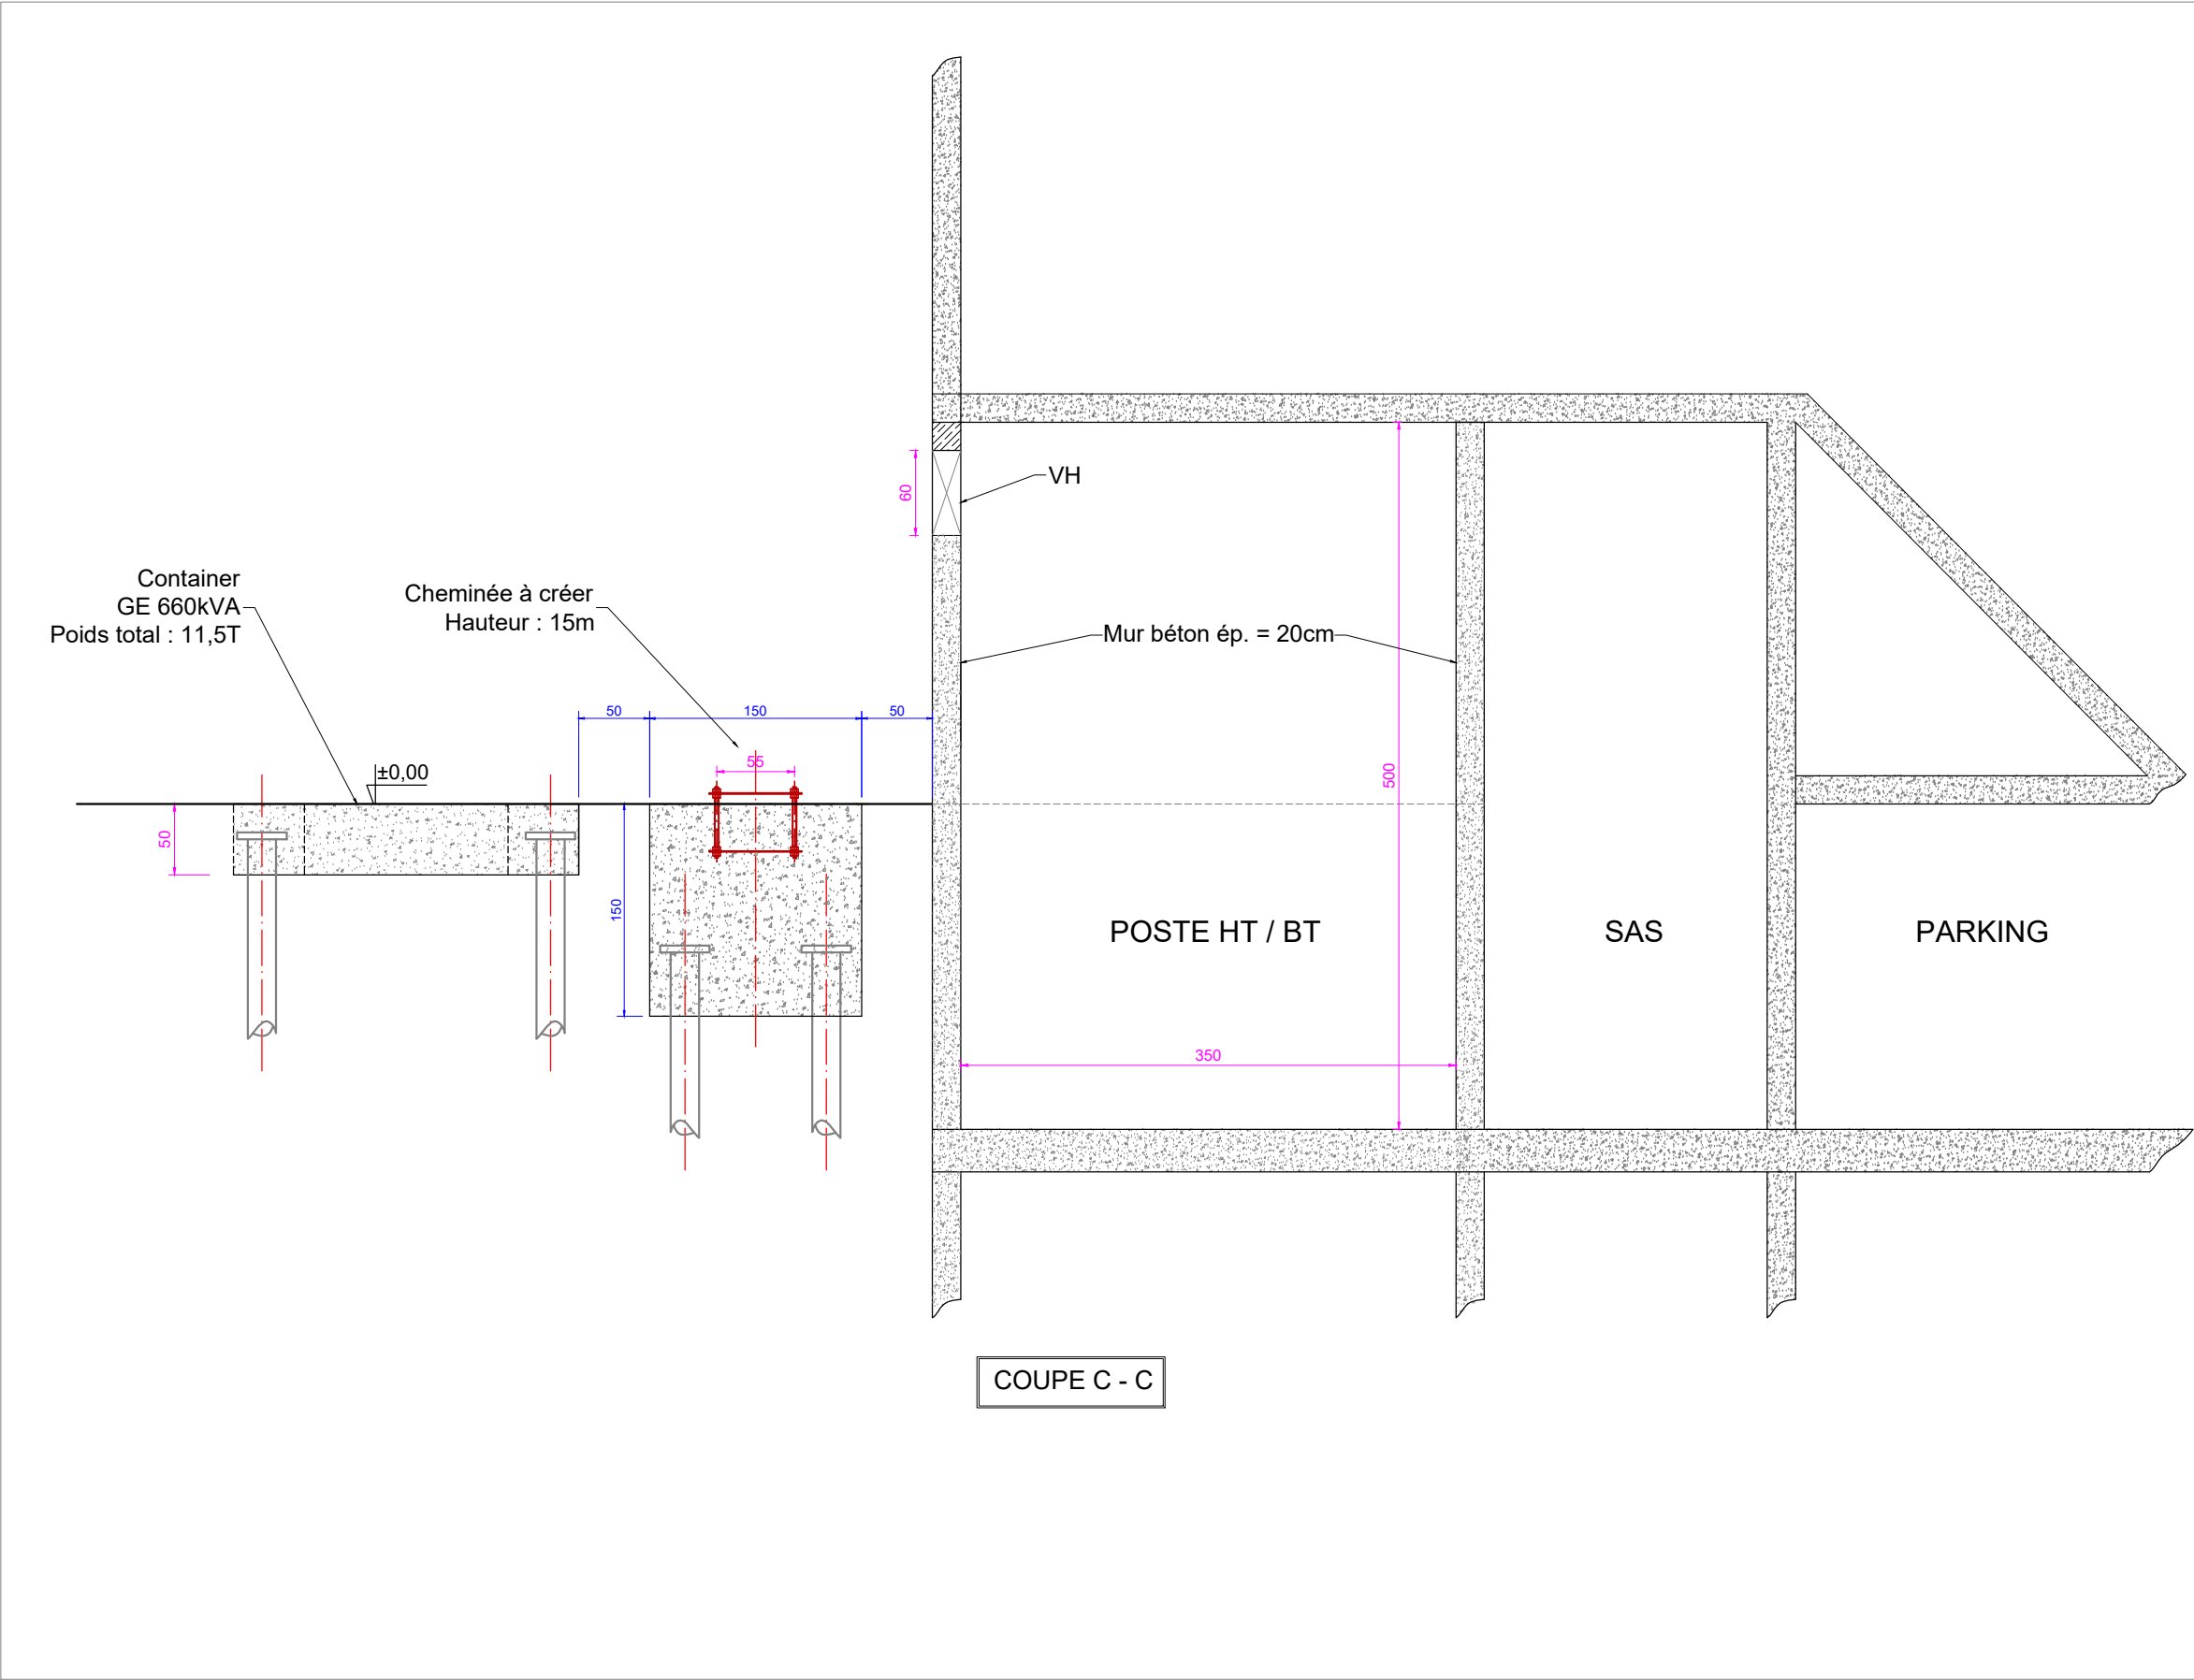 VH
60
Container
GE 660kVA
Poids total : 11,5T
Cheminée à créer
Hauteur : 15m
Mur béton ép. = 20cm
50
150
50
55
±0,00
500
50
150
POSTE HT / BT
SAS
PARKING
350
COUPE C - C